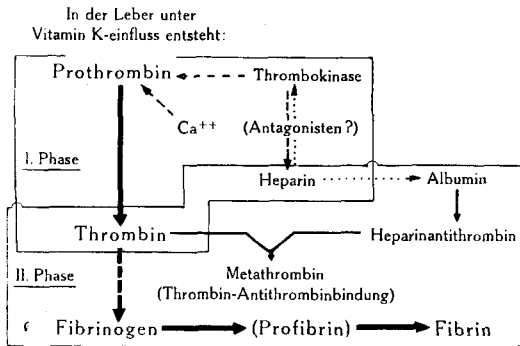 In der Leber unter
Vitamin K-einfluss entsteht:
Prothrombin
Thrombokinase
Ca++
(Antagonisten?)
I. Phase
Heparin
Albumin
Thrombin
Heparinantithrombin
II. Phase
Metathrombin
(Thrombin-Antithrombinbindung)
Fibrinogen
(Profibrin)
Fibrin